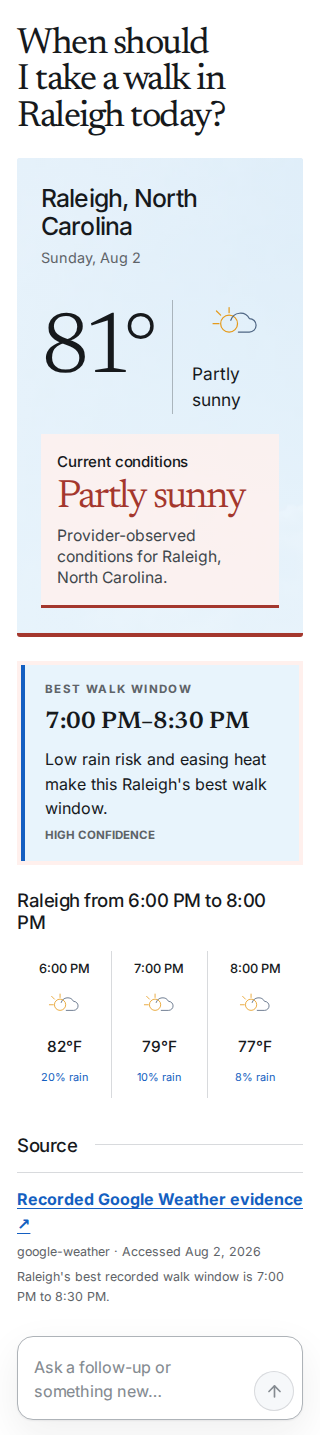 When should
I take a walk in
Raleigh today?
Raleigh, North
Carolina
Sunday, Aug 2
81°
Partly
sunny
Current conditions
Partly sunny
Provider-observed
conditions for Raleigh,
North Carolina.
BEST WALK WINDOW
7:00 PM–8:30 PM
Low rain risk and easing heat
make this Raleigh's best walk
window.
HIGH CONFIDENCE
Raleigh from 6:00 PM to 8:00
PM
6:00 PM 7:00 PM 8:00 PM
82°F 79°F 77°F
20% rain 10% rain 8% rain
Source
Recorded Google Weather evidence
↗
google-weather · Accessed Aug 2, 2026
Raleigh's best recorded walk window is 7:00
PM to 8:30 PM.
Ask a follow-up or
something new...